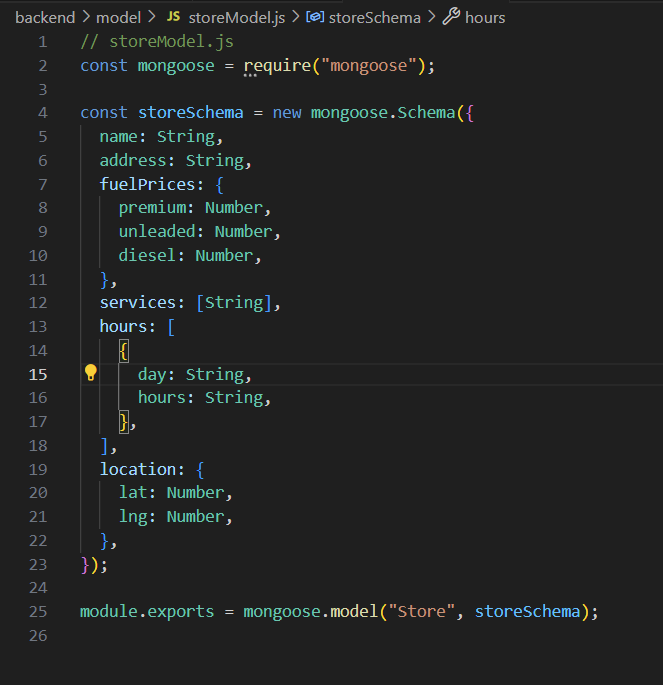 backend > model > JS storeModel.js > storeSchema > hours
1 // storeModel.js
2 const mongoose = require("mongoose");
3
4 const storeSchema = new mongoose.Schema({
5   name: String,
6   address: String,
7   fuelPrices: {
8     premium: Number,
9     unleaded: Number,
10     diesel: Number,
11   },
12   services: [String],
13   hours: [
14     {
15       day: String,
16       hours: String,
17     },
18   ],
19   location: {
20     lat: Number,
21     lng: Number,
22   },
23 });
24
25 module.exports = mongoose.model("Store", storeSchema);
26